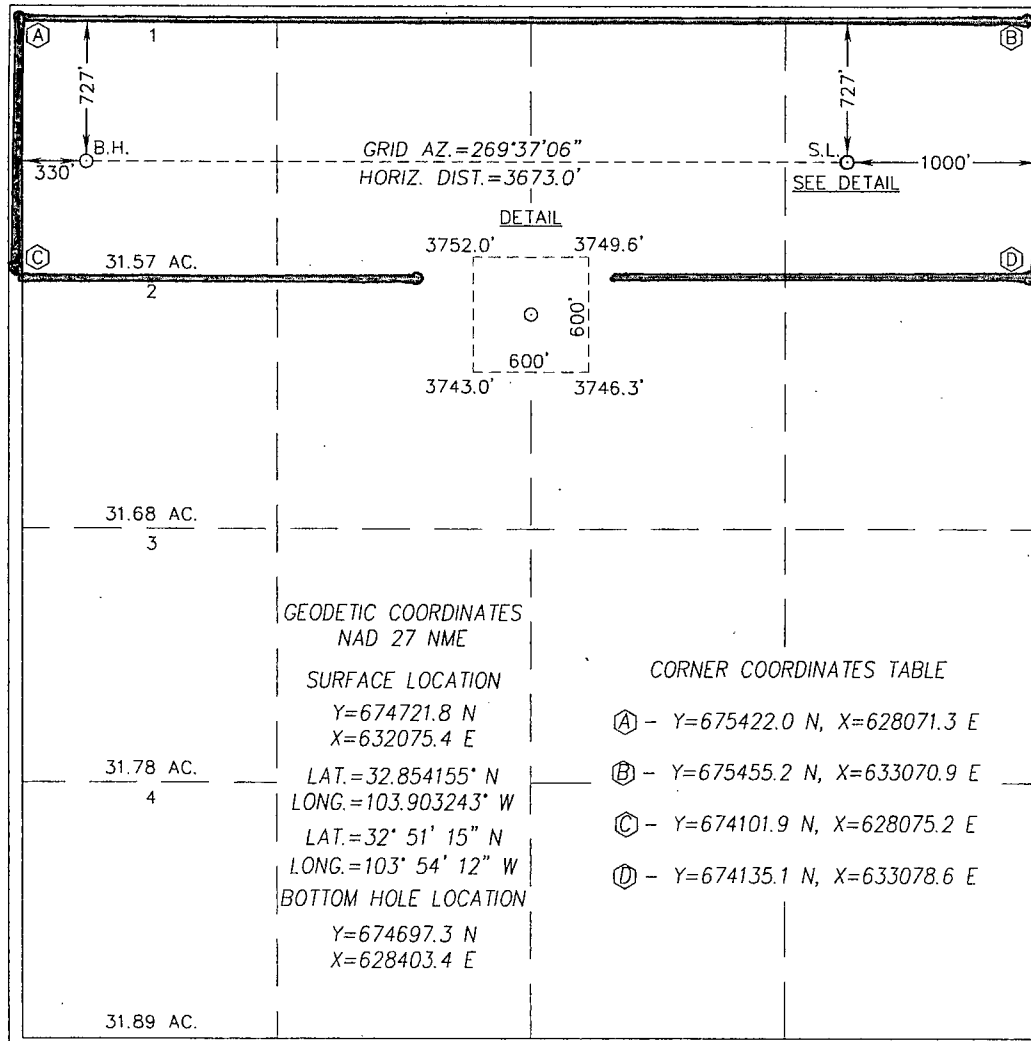 A
1
B
727'
727'
B.H.
GRID AZ.=269°37'06"
S.L.
330'
HORIZ. DIST.=3673.0'
1000'
SEE DETAIL
DETAIL
C
31.57 AC.
3752.0'
3749.6'
D
2
600'
600'
3743.0'
3746.3'
31.68 AC.
3
GEODETIC COORDINATES
NAD 27 NME
SURFACE LOCATION
Y=674721.8 N
X=632075.4 E
LAT.=32.854155° N
LONG.=103.903243° W
LAT.=32° 51' 15" N
LONG.=103° 54' 12" W
BOTTOM HOLE LOCATION
Y=674697.3 N
X=628403.4 E
CORNER COORDINATES TABLE
A - Y=675422.0 N, X=628071.3 E
B - Y=675455.2 N, X=633070.9 E
C - Y=674101.9 N, X=628075.2 E
D - Y=674135.1 N, X=633078.6 E
31.78 AC.
4
31.89 AC.